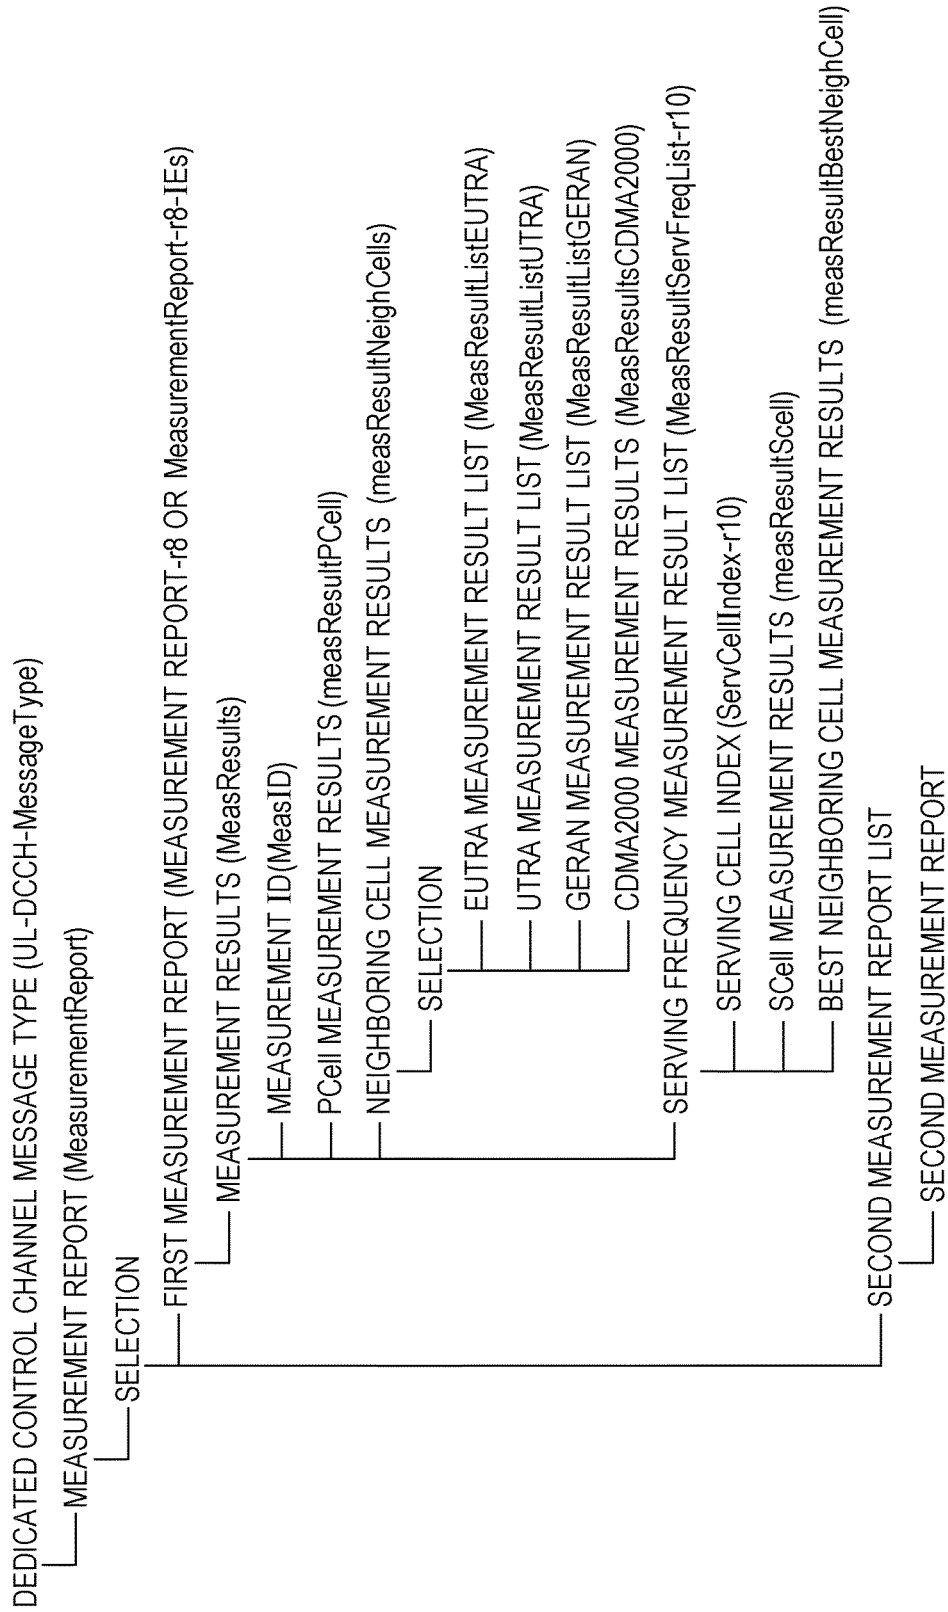 DEDICATED CONTROL CHANNEL MESSAGE TYPE (UL-DCCH-MessageType)
MEASUREMENT REPORT (MeasurementReport)
SELECTION
FIRST MEASUREMENT REPORT (MEASUREMENT REPORT-r8 OR MeasurementReport-r8-IEs)
MEASUREMENT RESULTS (MeasResults)
MEASUREMENT ID(MeasID)
PCell MEASUREMENT RESULTS (measResultPCell)
NEIGHBORING CELL MEASUREMENT RESULTS (measResultNeighCells)
SELECTION
EUTRA MEASUREMENT RESULT LIST (MeasResultListEUTRA)
UTRA MEASUREMENT RESULT LIST (MeasResultListUTRA)
GERAN MEASUREMENT RESULT LIST (MeasResultListGERAN)
CDMA2000 MEASUREMENT RESULTS (MeasResultsCDMA2000)
SERVING FREQUENCY MEASUREMENT RESULT LIST (MeasResultServFreqList-r10)
SERVING CELL INDEX (ServCellIndex-r10)
SCell MEASUREMENT RESULTS (measResultScell)
BEST NEIGHBORING CELL MEASUREMENT RESULTS (measResultBestNeighCell)
SECOND MEASUREMENT REPORT LIST
SECOND MEASUREMENT REPORT